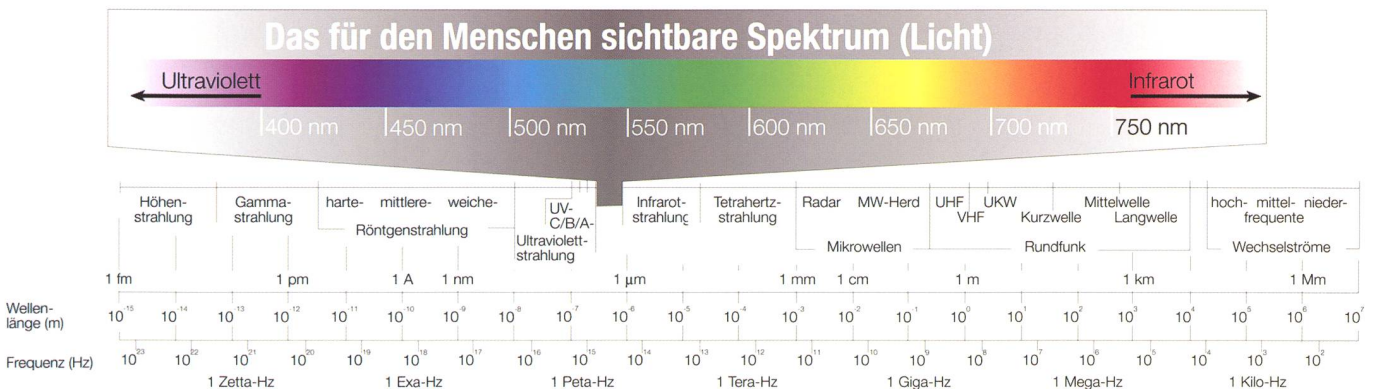 Das für den Menschen sichtbare Spektrum (Licht)
Ultraviolett Infrarot
400 nm 450 nm 500 nm 550 nm 600 nm 650 nm 700 nm 750 nm
Höhen-
strahlung
Gamma-
strahlung
harte- mittlere- weiche-
Röntgenstrahlung
UV-
C/B/A-
Ultraviolett-
strahlung
Infrarot-
strahlung
Terahertz-
strahlung
Radar MW-Herd
Mikrowellen
UHF UKW Mittelwelle
VHF Kurzwelle Langwelle
Rundfunk
hoch- mittel- nieder-
frequente
Wechselströme
1 fm 1 pm 1 A 1 nm 1 µm 1 mm 1 cm 1 m 1 km 1 Mm
Wellen-
länge (m)
10⁻¹⁵ 10⁻¹⁴ 10⁻¹³ 10⁻¹² 10⁻¹¹ 10⁻¹⁰ 10⁻⁹ 10⁻⁸ 10⁻⁷ 10⁻⁶ 10⁻⁵ 10⁻⁴ 10⁻³ 10⁻² 10⁻¹ 10⁰ 10¹ 10² 10³ 10⁴ 10⁵ 10⁶ 10⁷
Frequenz (Hz) 10²³ 10²² 10²¹ 10²⁰ 10¹⁹ 10¹⁸ 10¹⁷ 10¹⁶ 10¹⁵ 10¹⁴ 10¹³ 10¹² 10¹¹ 10¹⁰ 10⁹ 10⁸ 10⁷ 10⁶ 10⁵ 10⁴ 10³ 10²
1 Zetta-Hz 1 Exa-Hz 1 Peta-Hz 1 Tera-Hz 1 Giga-Hz 1 Mega-Hz 1 Kilo-Hz